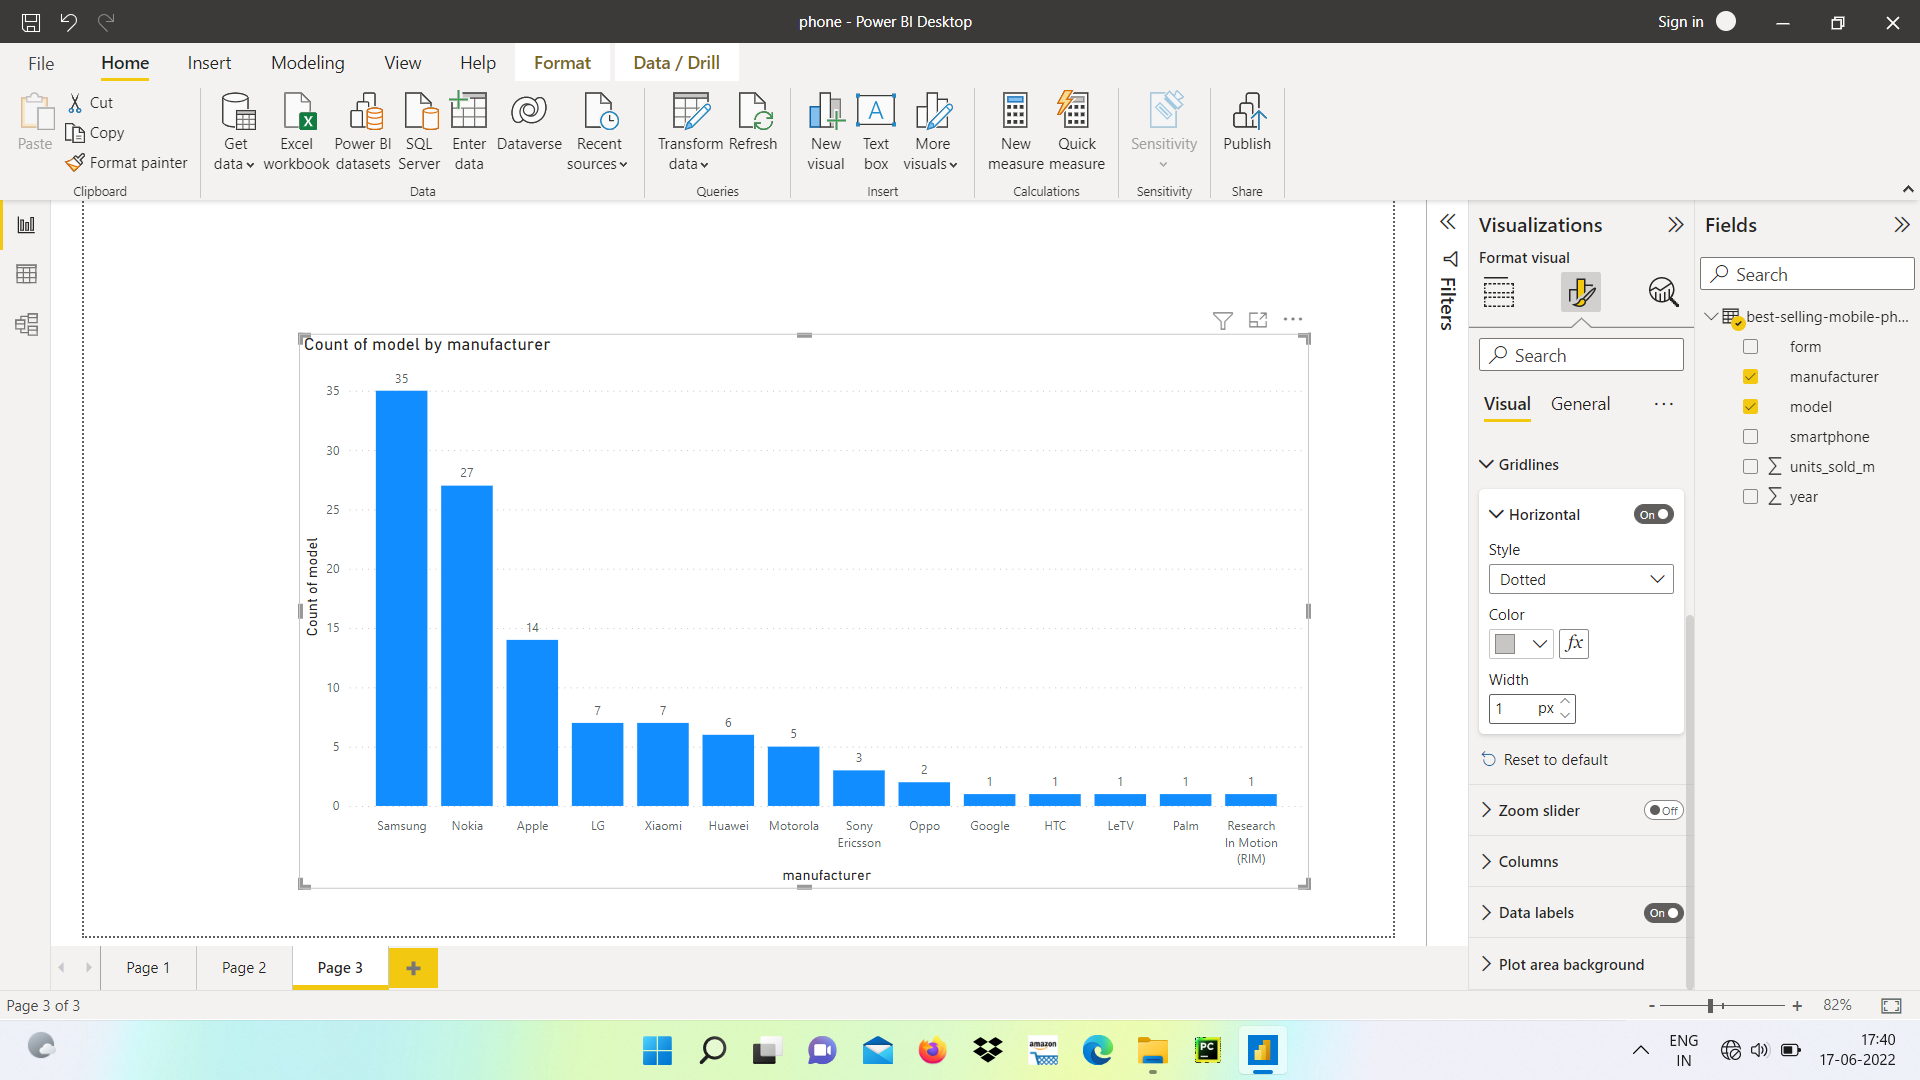 phone - Power BI Desktop
Sign in
File Home Insert Modeling View Help Format Data / Drill
Paste
Cut
Copy
Format painter
Clipboard
Get data
Excel workbook
Power BI datasets
SQL Server
Enter data
Dataverse
Recent sources
Data
Transform data
Refresh
Queries
New visual
Text box
More visuals
Insert
New measure
Quick measure
Calculations
Sensitivity
Sensitivity
Publish
Share
Count of model by manufacturer
Count of model
35
30
25
20
15
10
5
0
35
27
14
7
7
6
5
3
2
1
1
1
1
1
Samsung
Nokia
Apple
LG
Xiaomi
Huawei
Motorola
Sony
Ericsson
Oppo
Google
HTC
LeTV
Palm
Research
In Motion
(RIM)
manufacturer
Filters
Visualizations
Format visual
Search
Visual General
Gridlines
Horizontal On
Style
Dotted
Color
fx
Width
1 px
Reset to default
Zoom slider Off
Columns
Data labels On
Plot area background
Fields
Search
best-selling-mobile-ph...
form
manufacturer
model
smartphone
∑ units_sold_m
∑ year
Page 1 Page 2 Page 3
Page 3 of 3
- + 82%
amazon
PC
ENG
IN
17:40
17-06-2022